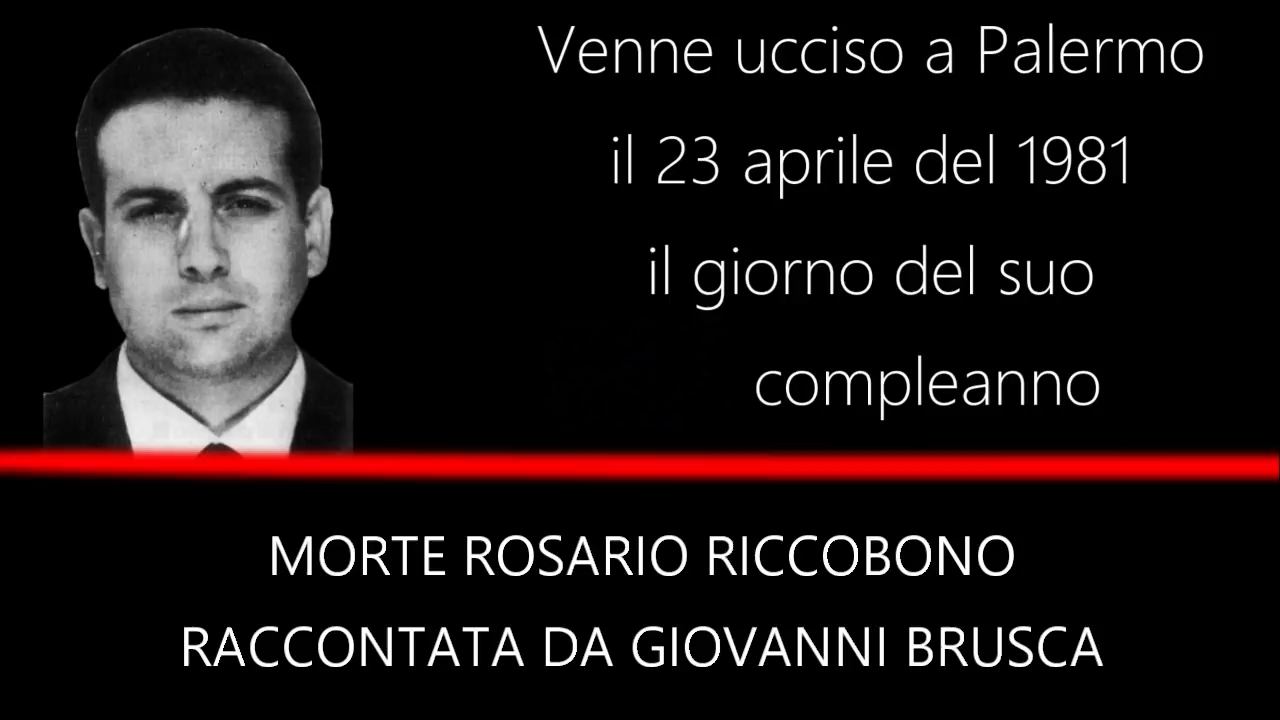 Venne ucciso a Palermo
il 23 aprile del 1981
il giorno del suo
compleanno
MORTE ROSARIO RICCOBONO
RACCONTATA DA GIOVANNI BRUSCA